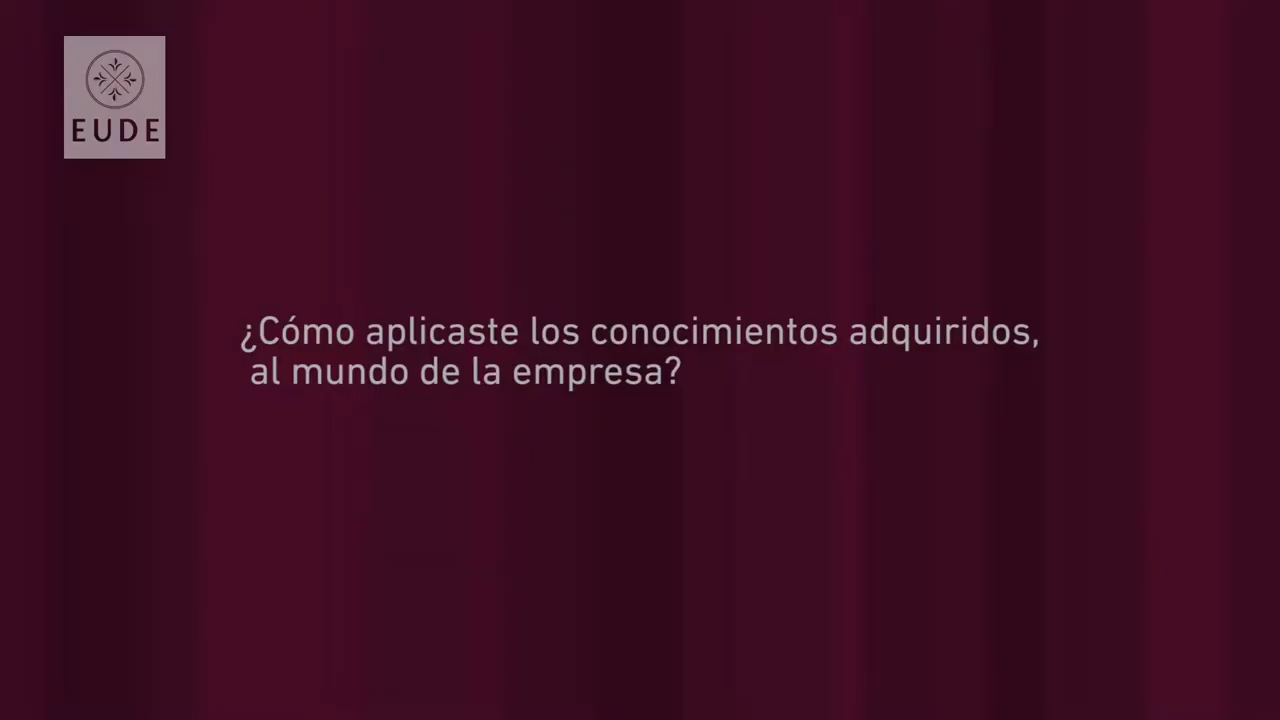 EUDE
¿Cómo aplicaste los conocimientos adquiridos,
al mundo de la empresa?